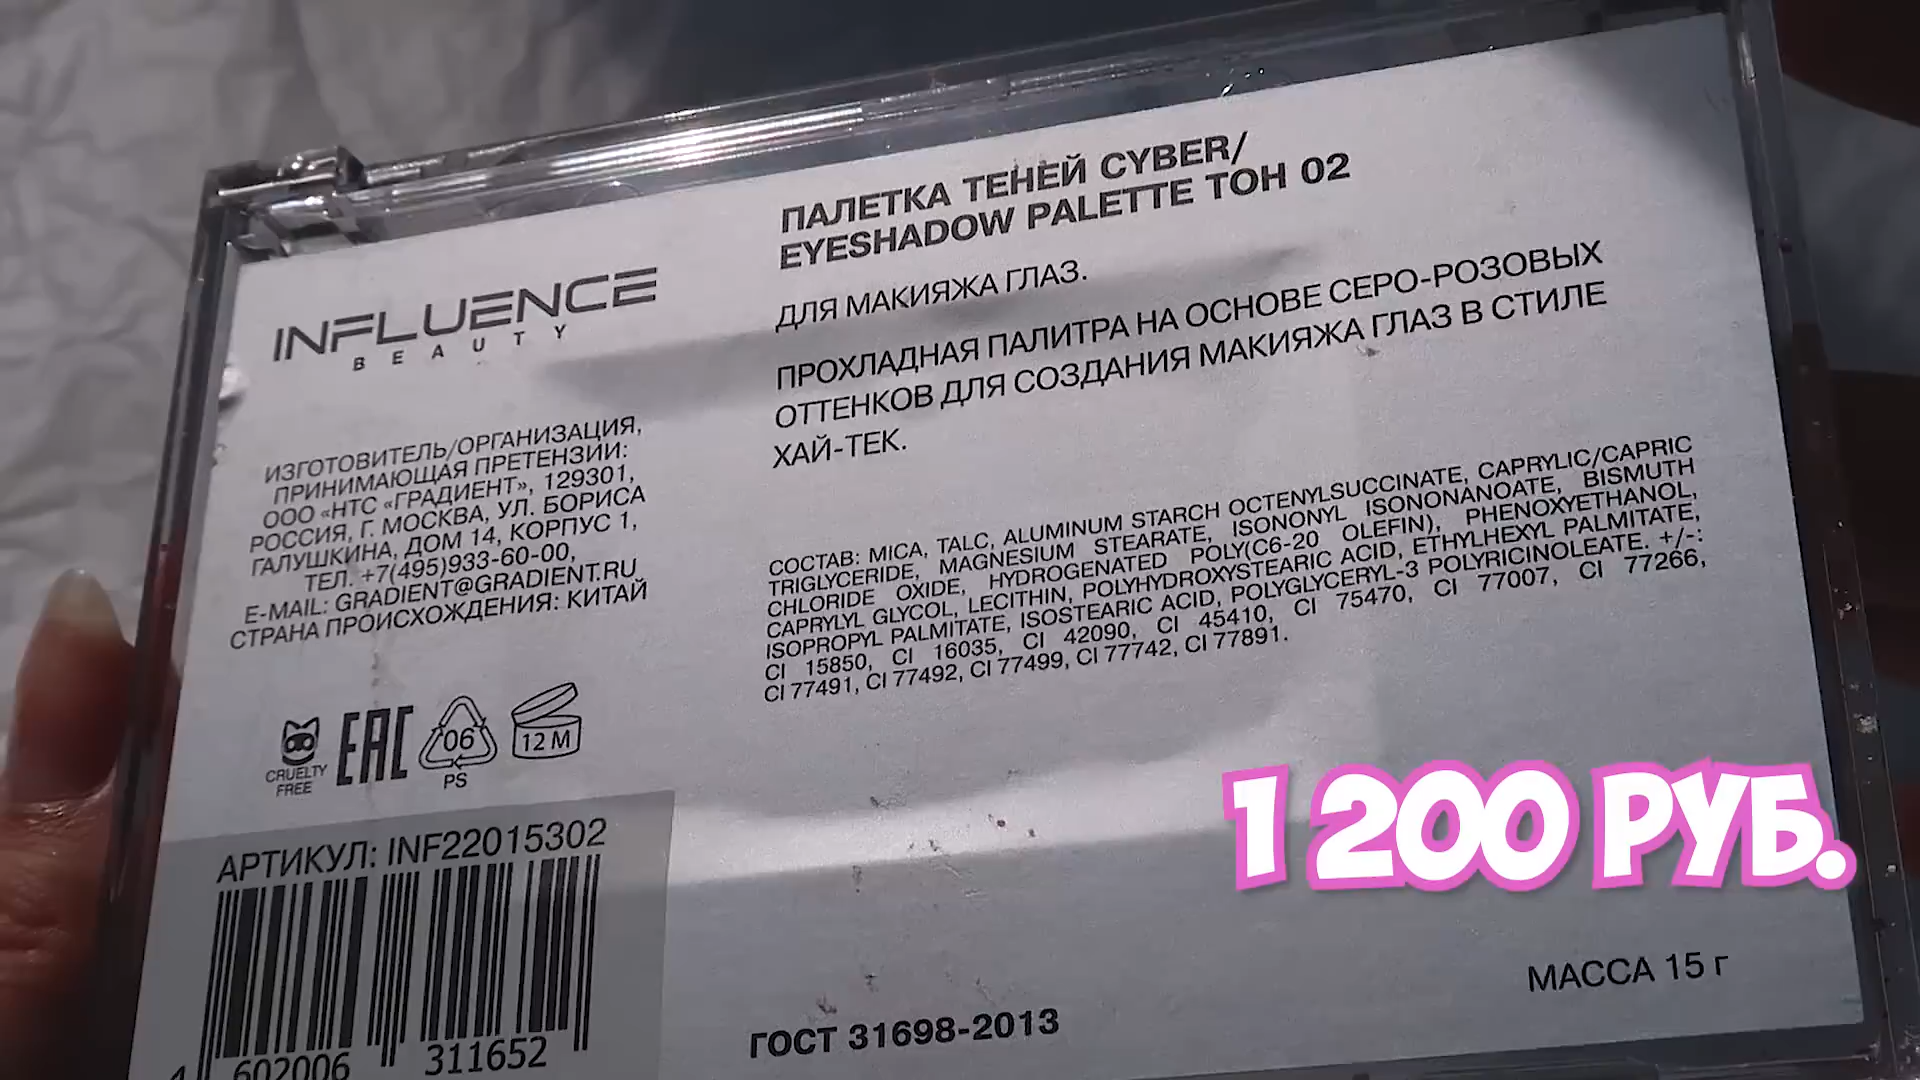 INFLUENCE
BEAUTY
ИЗГОТОВИТЕЛЬ/ОРГАНИЗАЦИЯ,
ПРИНИМАЮЩАЯ ПРЕТЕНЗИИ:
ООО «НТС «ГРАДИЕНТ», 129301,
РОССИЯ, Г. МОСКВА, УЛ. БОРИСА
ГАЛУШКИНА, ДОМ 14, КОРПУС 1,
ТЕЛ. +7(495)933-60-00,
E-MAIL: GRADIENT@GRADIENT.RU
СТРАНА ПРОИСХОЖДЕНИЯ: КИТАЙ
CRUELTY
FREE
EAC
06
PS
12 M
АРТИКУЛ: INF22015302
4 602006 311652
ПАЛЕТКА ТЕНЕЙ CYBER/
EYESHADOW PALETTE ТОН 02
ДЛЯ МАКИЯЖА ГЛАЗ.
ПРОХЛАДНАЯ ПАЛИТРА НА ОСНОВЕ СЕРО-РОЗОВЫХ
ОТТЕНКОВ ДЛЯ СОЗДАНИЯ МАКИЯЖА ГЛАЗ В СТИЛЕ
ХАЙ-ТЕК.
СОСТАВ: MICA, TALC, ALUMINUM STARCH OCTENYLSUCCINATE, CAPRYLIC/CAPRIC
TRIGLYCERIDE, MAGNESIUM STEARATE, ISONONYL ISONONANOATE, BISMUTH
CHLORIDE OXIDE, HYDROGENATED POLY(C6-20 OLEFIN), PHENOXYETHANOL,
CAPRYLYL GLYCOL, LECITHIN, POLYHYDROXYSTEARIC ACID, ETHYLHEXYL PALMITATE,
ISOPROPYL PALMITATE, ISOSTEARIC ACID, POLYGLYCERYL-3 POLYRICINOLEATE. +/-:
CI 15850, CI 16035, CI 42090, CI 45410, CI 75470, CI 77007, CI 77266,
CI 77491, CI 77492, CI 77499, CI 77742, CI 77891.
1 200 РУБ.
МАССА 15 г
ГОСТ 31698-2013